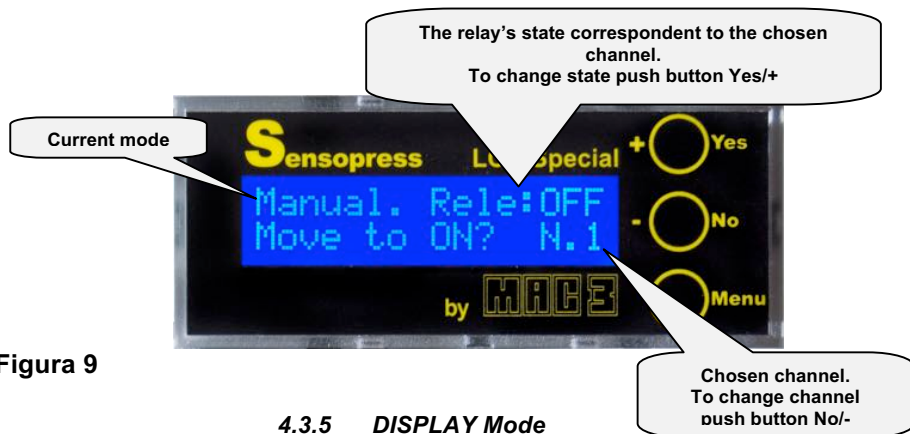 The relay's state correspondent to the chosen
channel.
To change state push button Yes/+
Current mode
Sensopress Special
+ Yes
Manual. Rele:OFF
Move to ON? N.1
- No
by MAC3
Menu
Figura 9
Chosen channel.
To change channel
push button No/-
4.3.5 DISPLAY Mode